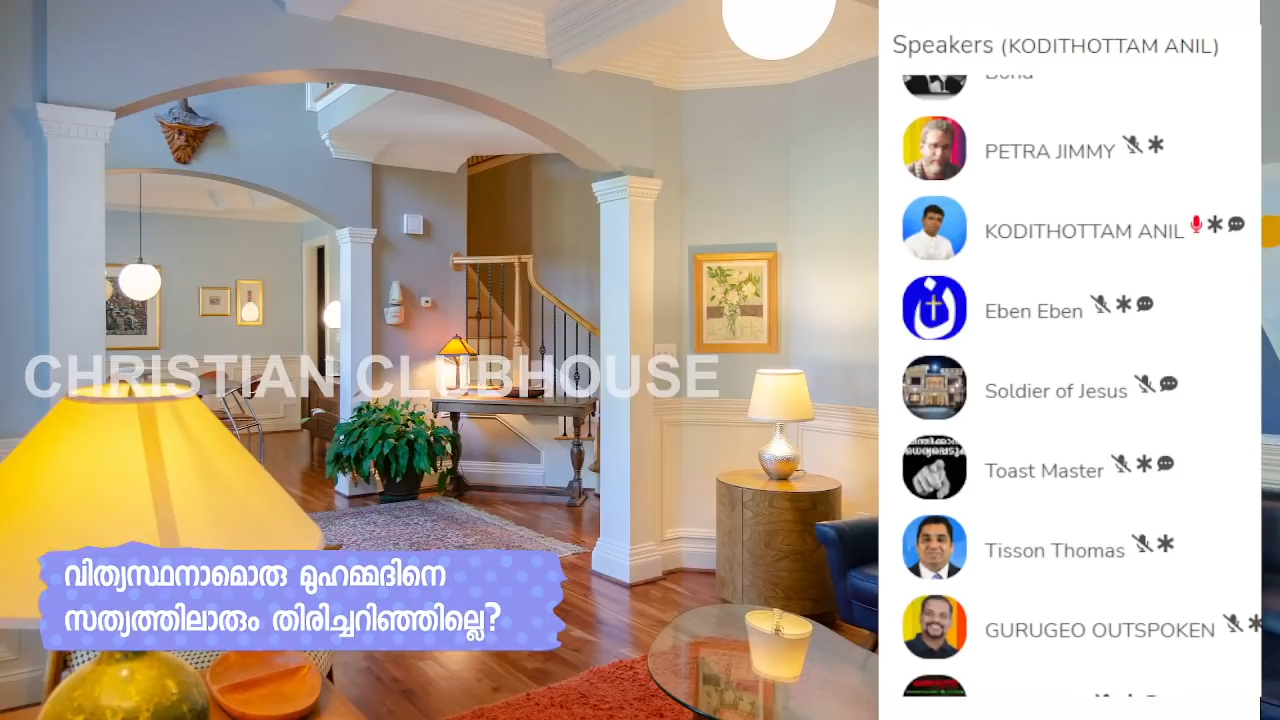 Speakers (KODITHOTTAM ANIL)
PETRA JIMMY
KODITHOTTAM ANIL
Eben Eben
Soldier of Jesus
Toast Master
Tisson Thomas
GURUGEO OUTSPOKEN
CHRISTIAN CLUBHOUSE
വിത്യസ്ഥനാമൊരു മുഹമ്മദിനെ
സത്യത്തിലാരും തിരിച്ചറിഞ്ഞില്ലെ?